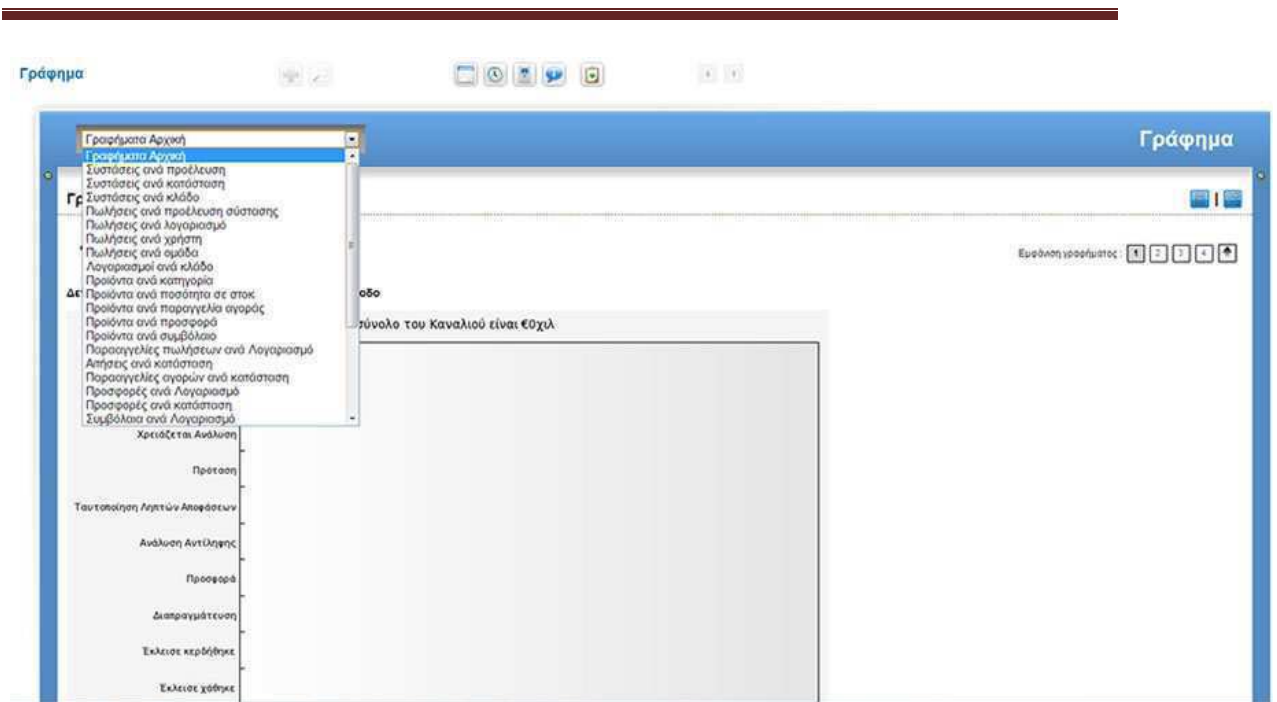 Γράφημα
Γραφήματα Αρχική
Γράφημα
Γραφήματα Αρχική
Συστάσεις ανά προέλευση
Συστάσεις ανά κατάσταση
Συστάσεις ανά κλάδο
Γρ
Πωλήσεις ανά προέλευση σύστασης
Πωλήσεις ανά λογαριασμό
Πωλήσεις ανά χρήστη
Πωλήσεις ανά ομάδα
Εμφάνιση γραφήματος : 1 2 3 4
Λογαριασμοί ανά κλάδο
Προϊόντα ανά κατηγορία
Προϊόντα ανά ποσότητα σε στοκ
Προϊόντα ανά παραγγελία αγοράς
Προϊόντα ανά προσφορά
σύνολο του Καναλιού είναι €0χιλ
Προϊόντα ανά συμβόλαιο
Παρααγγελίες πωλήσεων ανά Λογαριασμό
Αιτήσεις ανά κατάσταση
Παρααγγελίες αγορών ανά κατάσταση
Προσφορές ανά Λογαριασμό
Προσφορές ανά κατάσταση
Συμβόλαια ανά Λογαριασμό
Χρειάζεται Ανάλυση
Πρόταση
Ταυτοποίηση Ληπτών Αποφάσεων
Ανάλυση Αντίληψης
Προσφορά
Διαπραγμάτευση
Έκλεισε κερδήθηκε
Έκλεισε χάθηκε